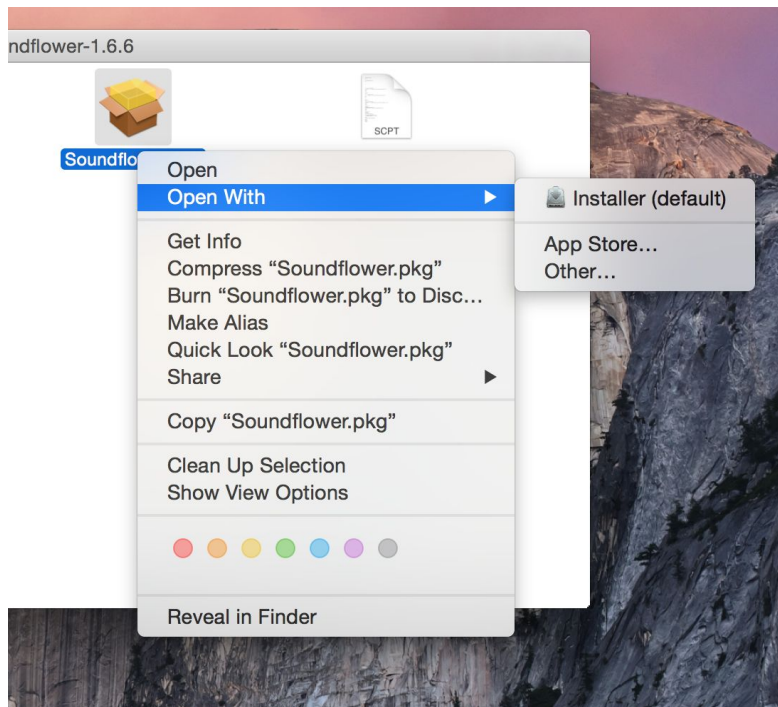 ndflower-1.6.6
SCPT
Soundflo
Open
Open With
Installer (default)
App Store...
Other...
Get Info
Compress “Soundflower.pkg”
Burn “Soundflower.pkg” to Disc...
Make Alias
Quick Look “Soundflower.pkg”
Share
Copy “Soundflower.pkg”
Clean Up Selection
Show View Options
Reveal in Finder